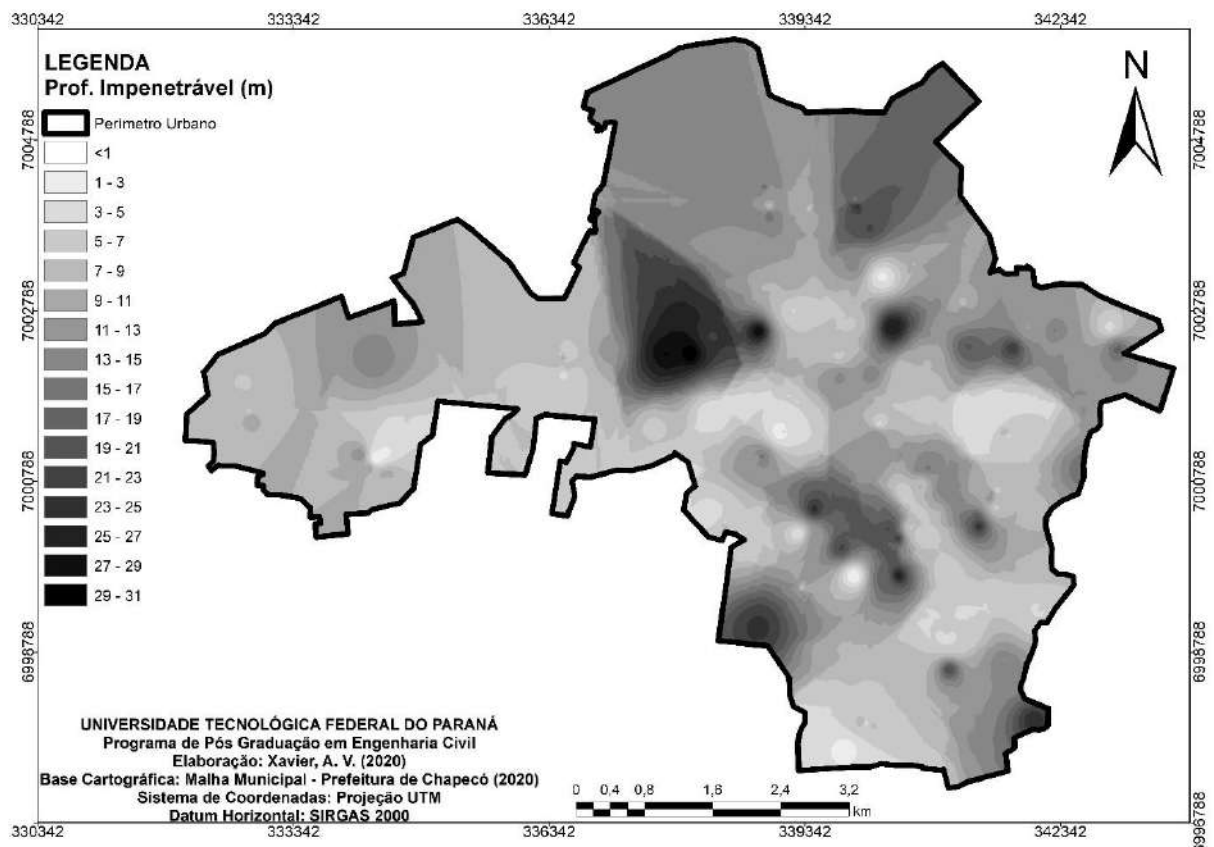 330342 333342 336342 339342 342342
LEGENDA
Prof. Impenetrável (m)
Perimetro Urbano
<1
1 - 3
3 - 5
5 - 7
7 - 9
9 - 11
11 - 13
13 - 15
15 - 17
17 - 19
19 - 21
21 - 23
23 - 25
25 - 27
27 - 29
29 - 31
N
7004788
7002788
7000788
6998788
7004788
7002788
7000788
6998788
6996788
UNIVERSIDADE TECNOLÓGICA FEDERAL DO PARANÁ
Programa de Pós Graduação em Engenharia Civil
Elaboração: Xavier, A. V. (2020)
Base Cartográfica: Malha Municipal - Prefeitura de Chapecó (2020)
Sistema de Coordenadas: Projeção UTM
Datum Horizontal: SIRGAS 2000
0 0,4 0,8 1,6 2,4 3,2
km
330342 333342 336342 339342 342342